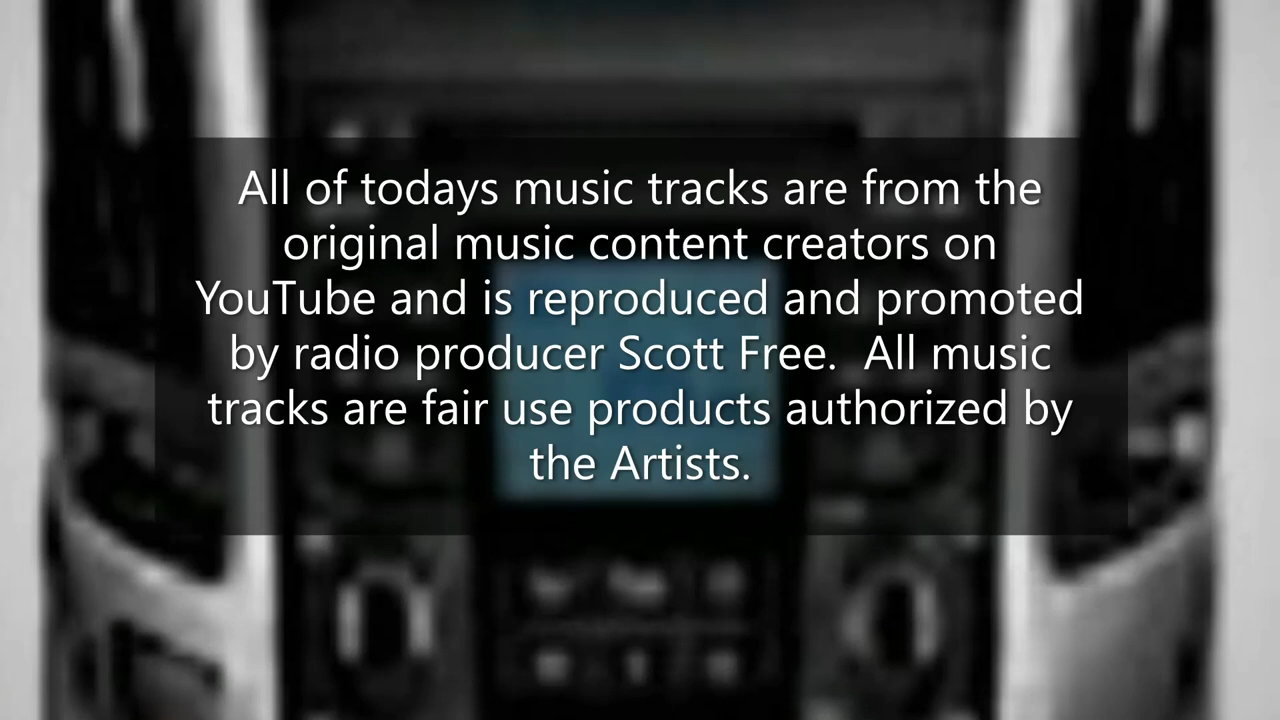 All of todays music tracks are from the
original music content creators on
YouTube and is reproduced and promoted
by radio producer Scott Free.  All music
tracks are fair use products authorized by
the Artists.